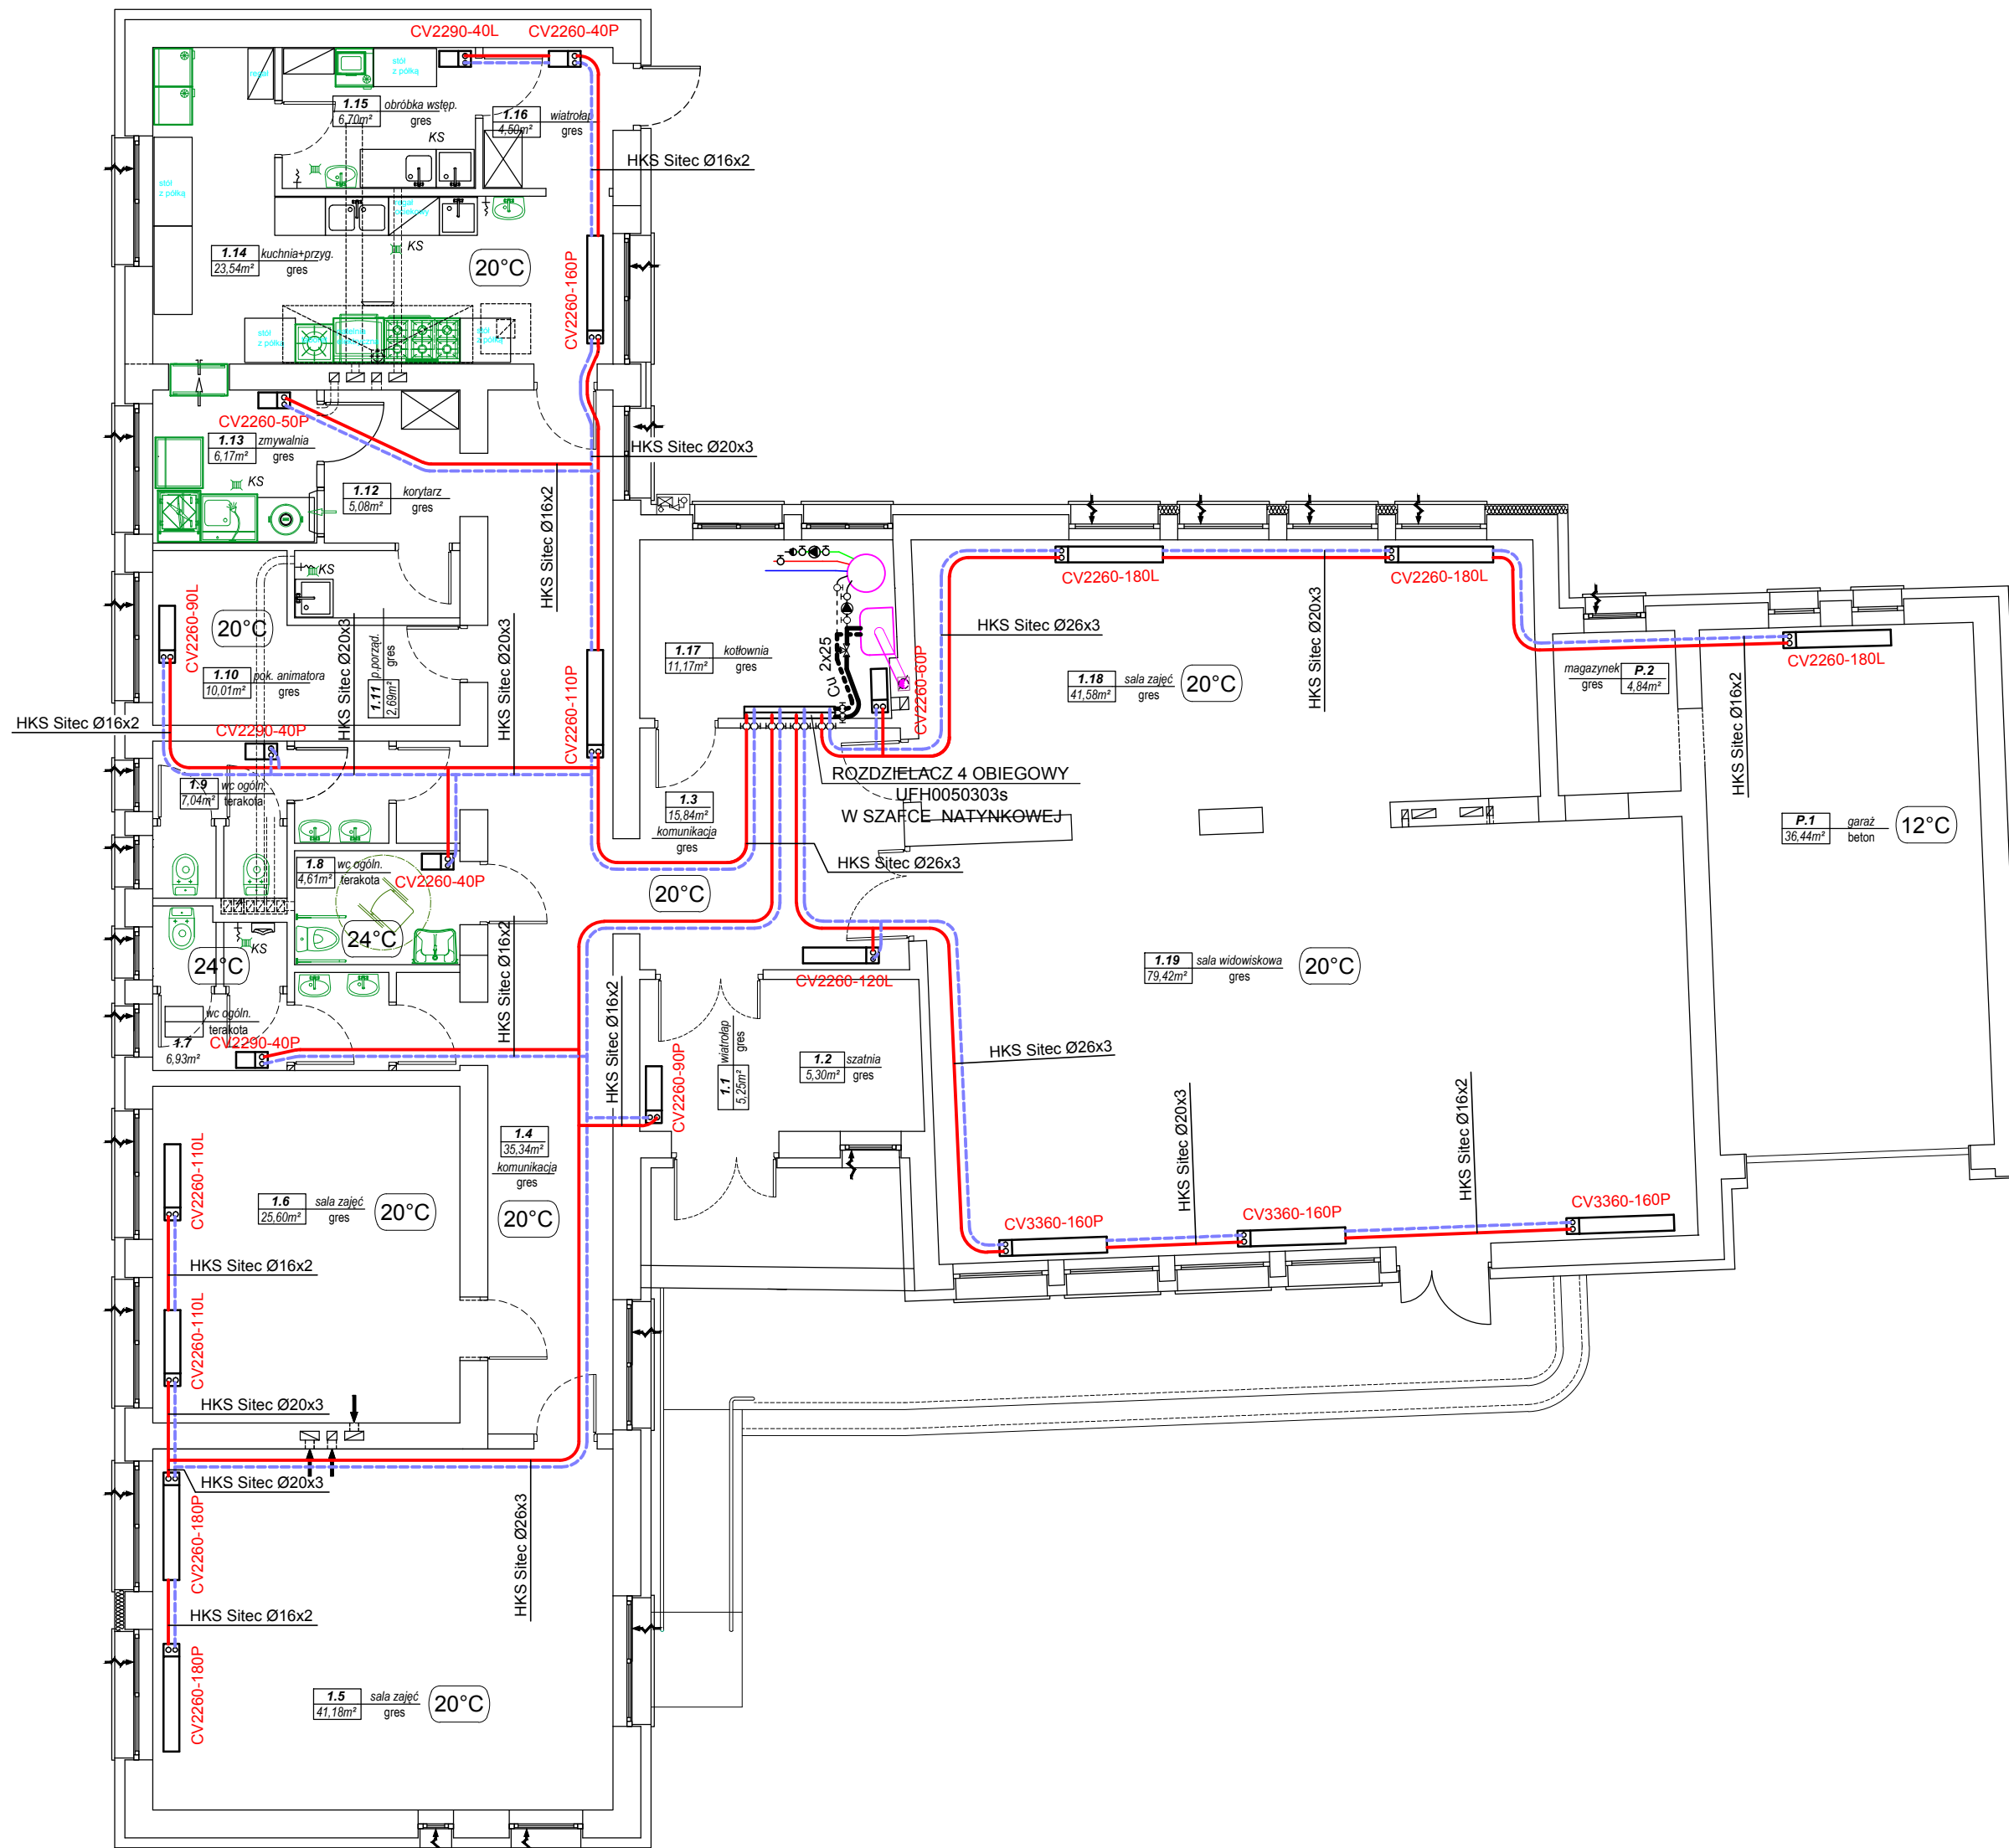 CV2290-40L
CV2260-40P
stół
z półką
regał
1.15 obróbka wstęp.
6,70m² gres
1.16 wiatrołap
4,50m² gres
KS
HKS Sitec Ø16x2
stół
z półką
regał
1.14 kuchnia+przyg.
23,54m² gres
KS
20°C
CV2260-160P
stół
z półką
stół
z półką
CV2260-50P
1.13 zmywalnia
6,17m² gres
KS
HKS Sitec Ø20x3
1.12 korytarz
5,08m² gres
HKS Sitec Ø16x2
KS
CV2260-90L
20°C
1.10 pok. animatora
10,01m² gres
1.11 p.porząd.
2,69m² gres
HKS Sitec Ø20x3
HKS Sitec Ø20x3
CV2260-110P
HKS Sitec Ø16x2
CV2290-40P
1.9 wc ogóln.
7,04m² terakota
1.8 wc ogóln.
4,61m² terakota
CV2260-40P
24°C
24°C
KS
HKS Sitec Ø16x2
wc ogóln.
terakota
1.7
6,93m²
CV2290-40P
1.17 kotłownia
11,17m² gres
Cu 2x25
CV2260-60P
CV2260-180L
CV2260-180L
HKS Sitec Ø26x3
HKS Sitec Ø20x3
1.18 sala zajęć
41,58m² gres
20°C
magazynek P.2
gres 4,84m²
CV2260-180L
HKS Sitec Ø16x2
P.1 garaż
36,44m² beton
12°C
ROZDZIELACZ 4 OBIEGOWY
UFH0050303s
W SZAFCE NATYNKOWEJ
1.3
15,84m²
komunikacja
gres
HKS Sitec Ø26x3
20°C
CV2260-120L
1.19 sala widowiskowa
79,42m² gres
20°C
HKS Sitec Ø16x2
CV2260-90P
1.1 wiatrołap
5,25m² gres
1.2 szatnia
5,30m² gres
HKS Sitec Ø26x3
HKS Sitec Ø20x3
HKS Sitec Ø16x2
CV3360-160P
CV3360-160P
CV3360-160P
1.4
35,34m²
komunikacja
gres
20°C
CV2260-110L
1.6 sala zajęć
25,60m² gres
20°C
HKS Sitec Ø16x2
CV2260-110L
HKS Sitec Ø20x3
HKS Sitec Ø20x3
HKS Sitec Ø26x3
CV2260-180P
HKS Sitec Ø16x2
CV2260-180P
1.5 sala zajęć
41,18m² gres
20°C